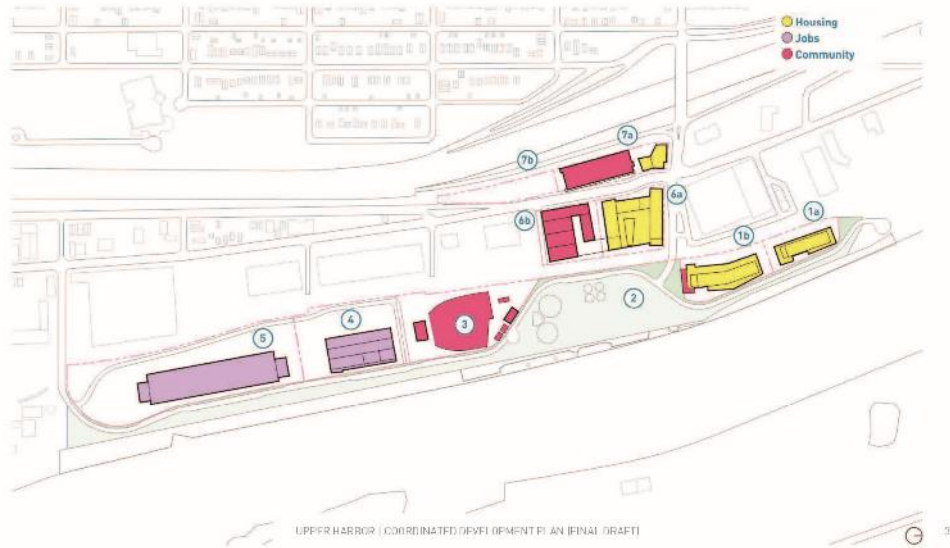 Housing
Jobs
Community
7a
7b
6a
6b
1a
1b
2
3
4
5
UPPER HARBOR | COORDINATED DEVELOPMENT PLAN [FINAL DRAFT]
3